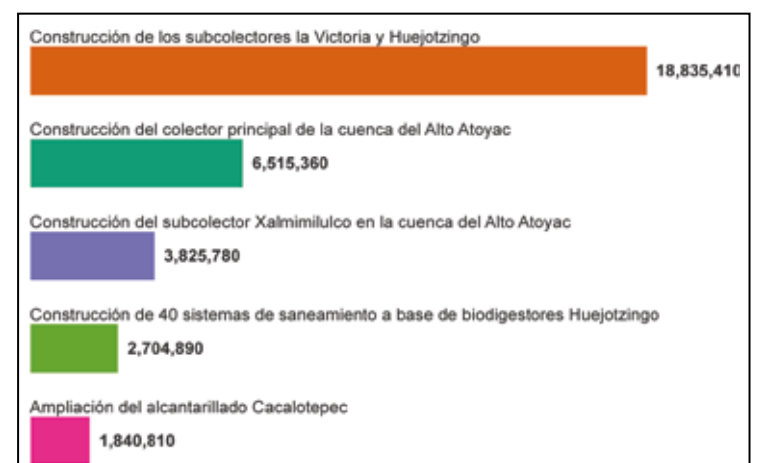 Construcción de los subcolectores la Victoria y Huejotzingo
18,835,410
Construcción del colector principal de la cuenca del Alto Atoyac
6,515,360
Construcción del subcolector Xalmimilulco en la cuenca del Alto Atoyac
3,825,780
Construcción de 40 sistemas de saneamiento a base de biodigestores Huejotzingo
2,704,890
Ampliación del alcantarillado Cacalotepec
1,840,810